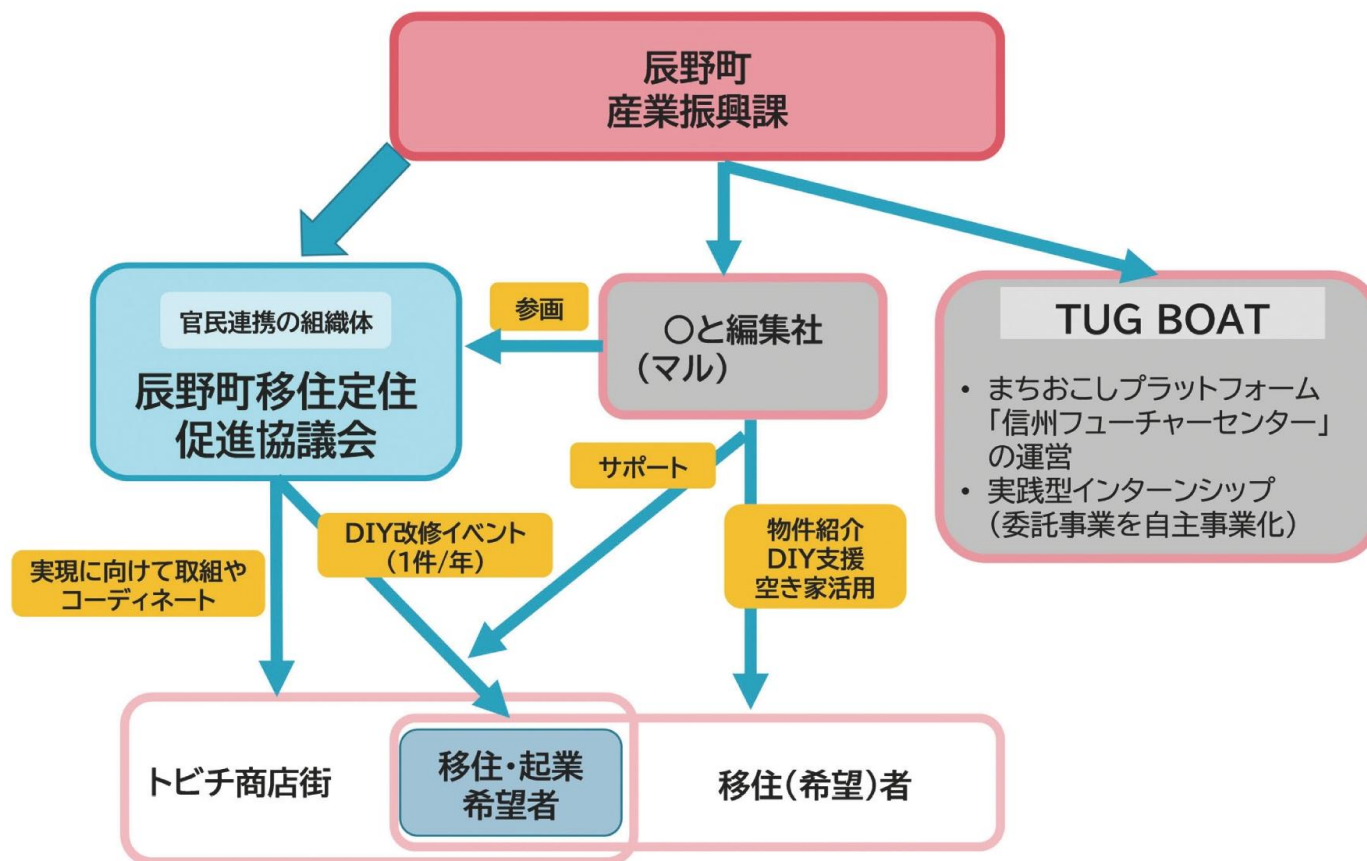 辰野町
産業振興課
官民連携の組織体
辰野町移住定住
促進協議会
参画
〇と編集社
(マル)
TUG BOAT
• まちおこしプラットフォーム
「信州フューチャーセンター」
の運営
• 実践型インターンシップ
(委託事業を自主事業化)
サポート
DIY改修イベント
(1件/年)
物件紹介
DIY支援
空き家活用
実現に向けて取組や
コーディネート
トビチ商店街
移住・起業
希望者
移住(希望)者